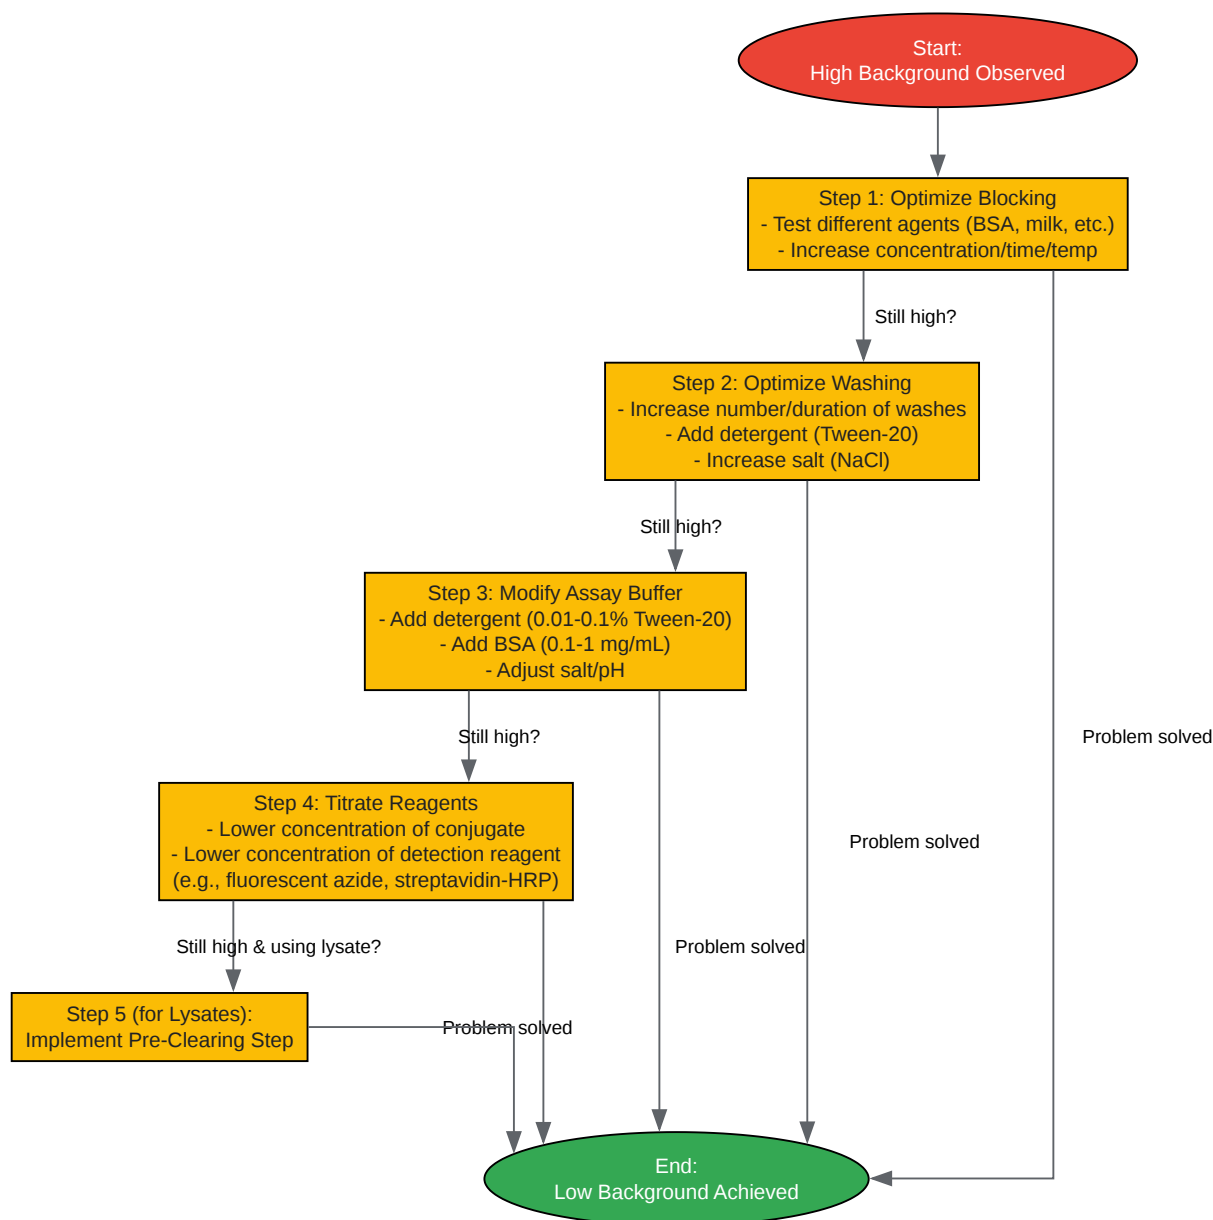 Start:
High Background Observed
Step 1: Optimize Blocking
- Test different agents (BSA, milk, etc.)
- Increase concentration/time/temp
Still high?
Step 2: Optimize Washing
- Increase number/duration of washes
- Add detergent (Tween-20)
- Increase salt (NaCl)
Still high?
Step 3: Modify Assay Buffer
- Add detergent (0.01-0.1% Tween-20)
- Add BSA (0.1-1 mg/mL)
- Adjust salt/pH
Still high?
Problem solved
Step 4: Titrate Reagents
- Lower concentration of conjugate
- Lower concentration of detection reagent
(e.g., fluorescent azide, streptavidin-HRP)
Problem solved
Still high & using lysate?
Problem solved
Step 5 (for Lysates):
Implement Pre-Clearing Step
Problem solved
End:
Low Background Achieved